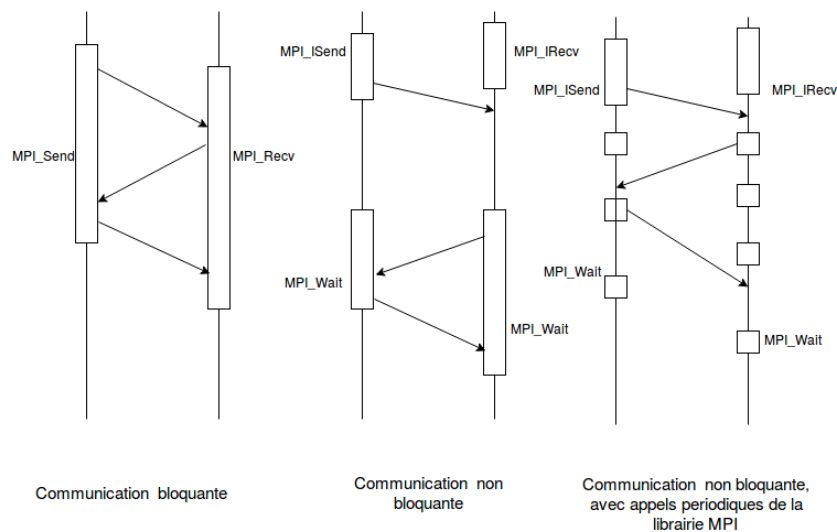 MPI_Send
MPI_Recv
Communication bloquante
MPI_ISend
MPI_IRecv
MPI_Wait
MPI_Wait
Communication non
bloquante
MPI_ISend
MPI_IRecv
MPI_Wait
MPI_Wait
Communication non bloquante,
avec appels periodiques de la
librairie MPI